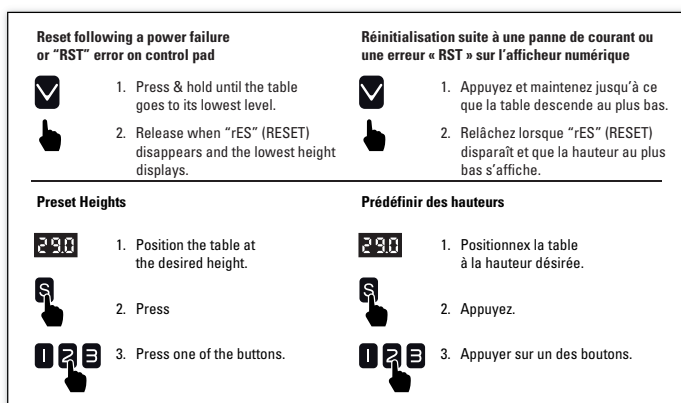 Reset following a power failure
or “RST” error on control pad
1. Press & hold until the table
goes to its lowest level.
2. Release when “rES” (RESET)
disappears and the lowest height
displays.
Réinitialisation suite à une panne de courant ou
une erreur « RST » sur l’afficheur numérique
1. Appuyez et maintenez jusqu’à ce
que la table descende au plus bas.
2. Relâchez lorsque “rES” (RESET)
disparaît et que la hauteur au plus
bas s’affiche.
Preset Heights
29.0
1. Position the table at
the desired height.
S
2. Press
1 2 3
3. Press one of the buttons.
Prédéfinir des hauteurs
29.0
1. Positionnex la table
à la hauteur désirée.
S
2. Appuyez.
1 2 3
3. Appuyer sur un des boutons.